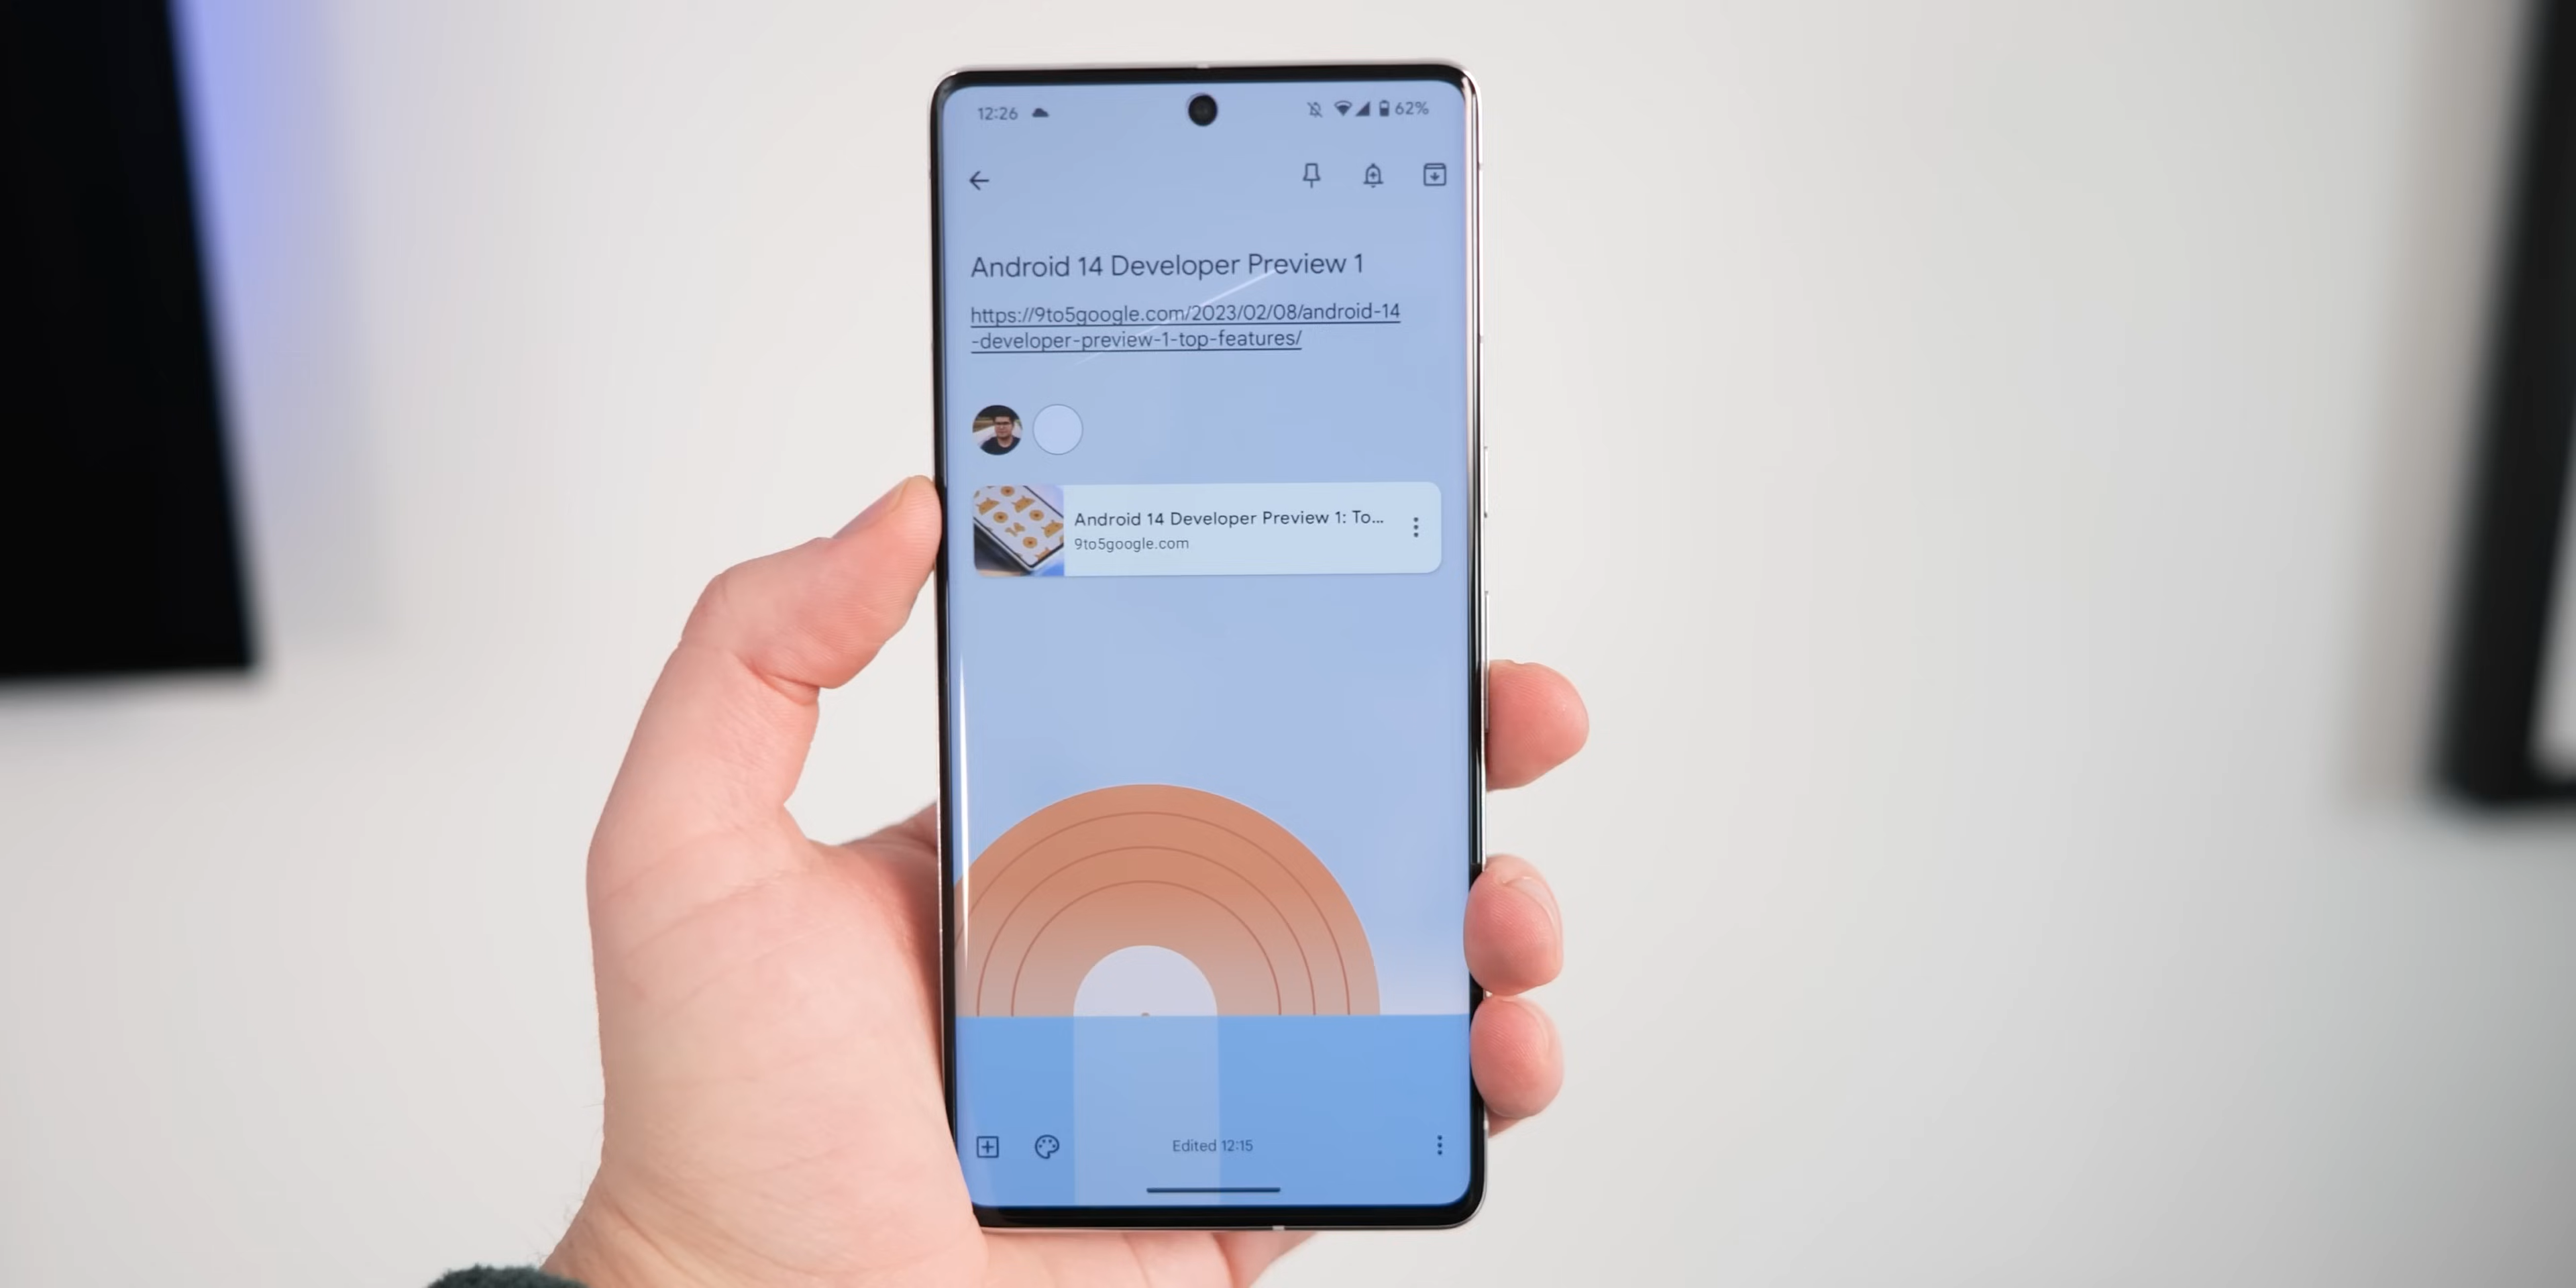 12:26 62%
Android 14 Developer Preview 1
https://9to5google.com/2023/02/08/android-14
-developer-preview-1-top-features/
Android 14 Developer Preview 1: To...
9to5google.com
Edited 12:15